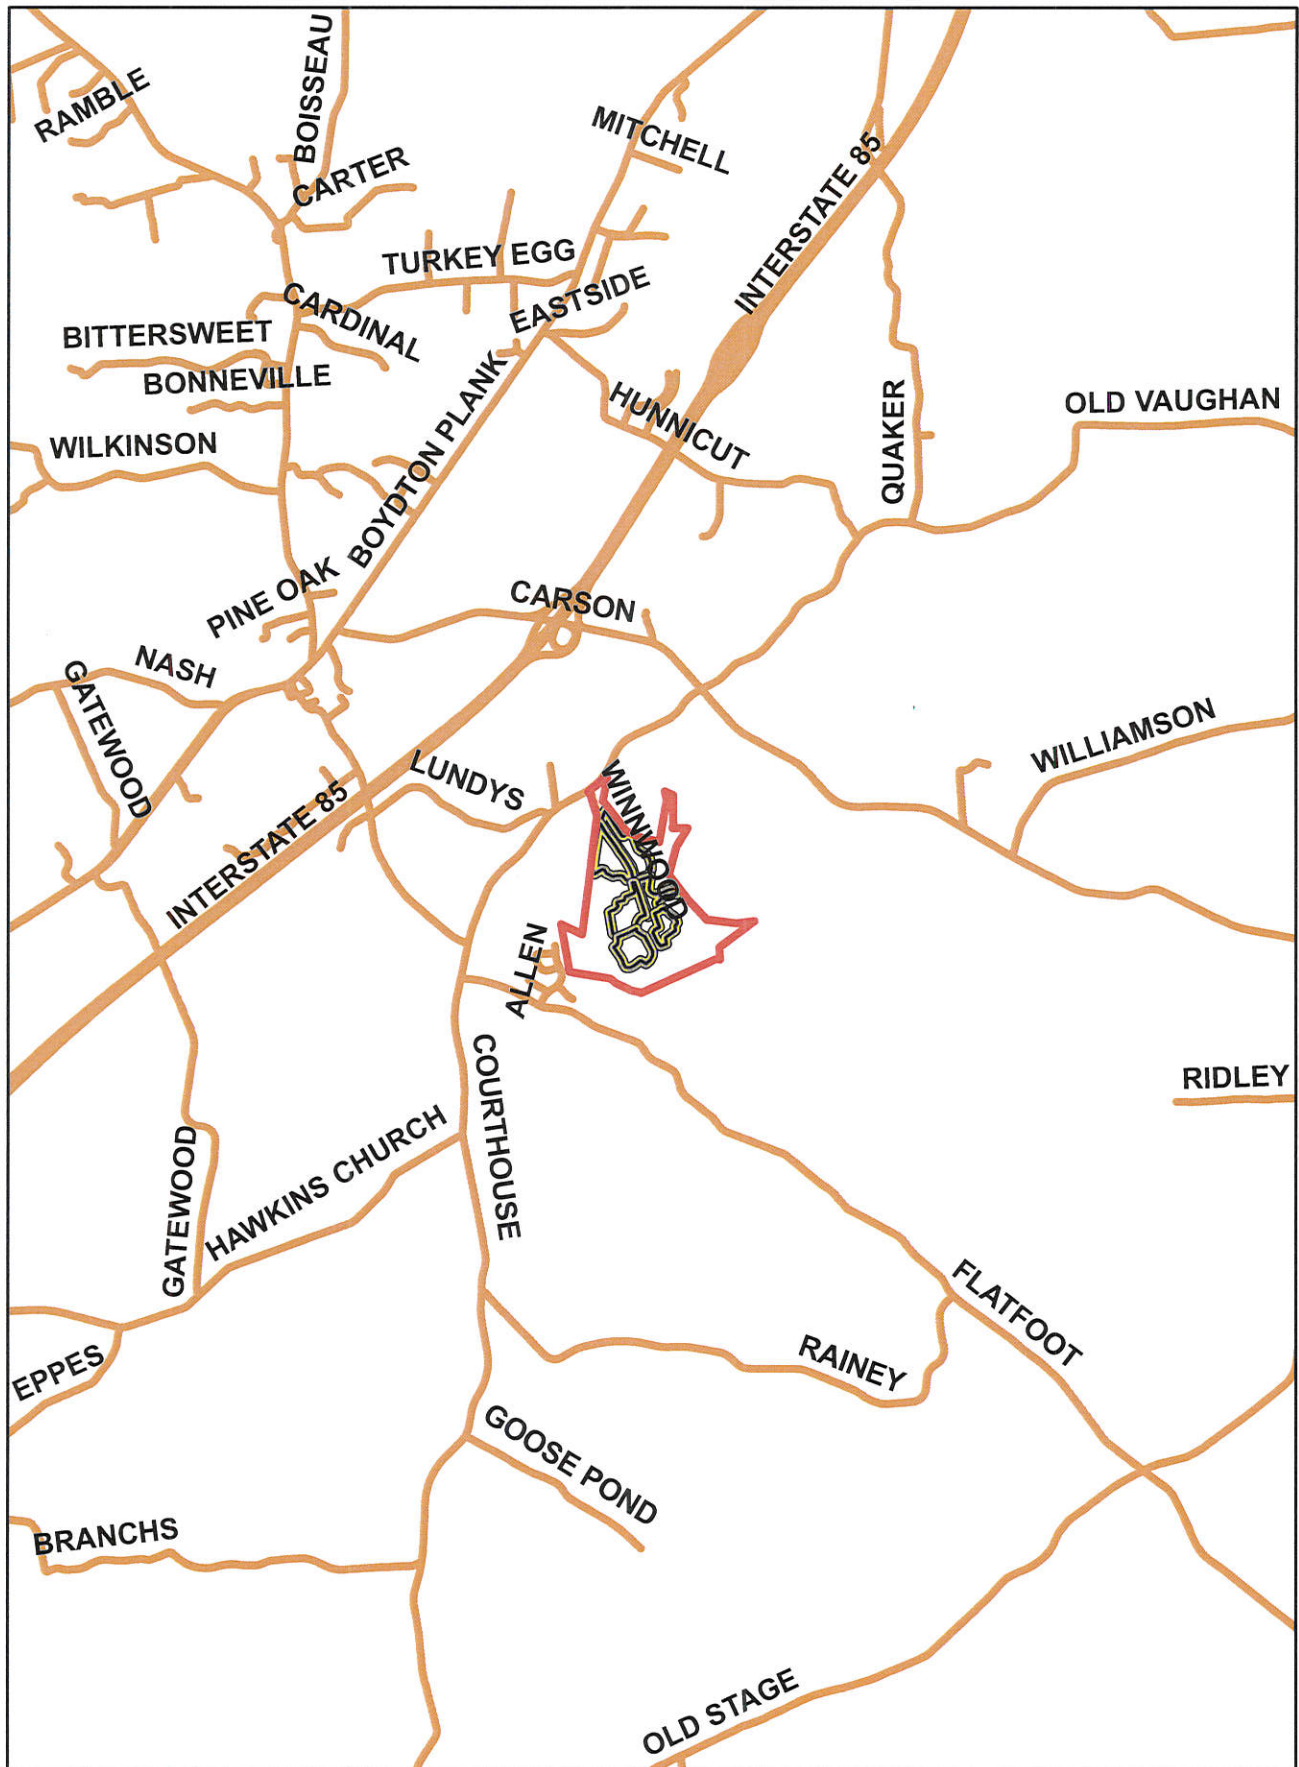 BOISSEAU
RAMBLE
MITCHELL
CARTER
INTERSTATE 85
TURKEY EGG
EASTSIDE
CARDINAL
BITTERSWEET
BONNEVILLE
HUNNICUT
QUAKER
OLD VAUGHAN
WILKINSON
BOYDTON PLANK
PINE OAK
CARSON
NASH
GATEWOOD
WILLIAMSON
LUNDYS
WINNWOOD
INTERSTATE 85
ALLEN
COURTHOUSE
RIDLEY
HAWKINS CHURCH
GATEWOOD
FLATFOOT
RAINEY
EPPES
GOOSE POND
BRANCHS
OLD STAGE